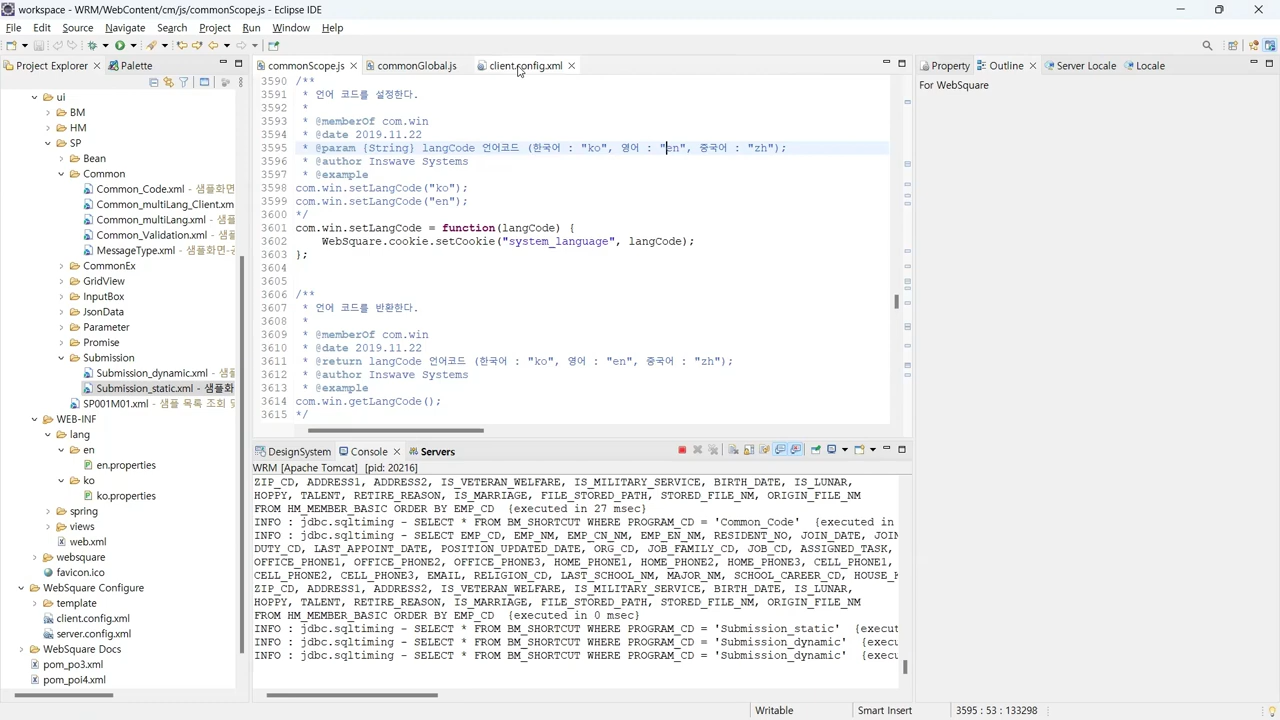 workspace - WRM/WebContent/cm/js/commonScope.js - Eclipse IDE
File Edit Source Navigate Search Project Run Window Help
Project Explorer
Palette
ui
BM
HM
SP
Bean
Common
Common_Code.xml - 샘플화면
Common_multiLang_Client.xm
Common_multiLang.xml - 샘플
Common_Validation.xml - 샘플
MessageType.xml - 샘플화면-공
CommonEx
GridView
InputBox
JsonData
Parameter
Promise
Submission
Submission_dynamic.xml - 샘플
Submission_static.xml - 샘플화
SP001M01.xml - 샘플 목록 조회 및
WEB-INF
lang
en
en.properties
ko
ko.properties
spring
views
web.xml
websquare
favicon.ico
WebSquare Configure
template
client.config.xml
server.config.xml
WebSquare Docs
pom_po3.xml
pom_poi4.xml
commonScope.js
commonGlobal.js
client.config.xml
3590 /**
3591 * 언어 코드를 설정한다.
3592 *
3593 * @memberOf com.win
3594 * @date 2019.11.22
3595 * @param {String} langCode 언어코드 (한국어 : "ko", 영어 : "en", 중국어 : "zh");
3596 * @author Inswave Systems
3597 * @example
3598 com.win.setLangCode("ko");
3599 com.win.setLangCode("en");
3600 */
3601 com.win.setLangCode = function(langCode) {
3602 WebSquare.cookie.setCookie("system_language", langCode);
3603 };
3604
3605
3606 /**
3607 * 언어 코드를 반환한다.
3608 *
3609 * @memberOf com.win
3610 * @date 2019.11.22
3611 * @return langCode 언어코드 (한국어 : "ko", 영어 : "en", 중국어 : "zh");
3612 * @author Inswave Systems
3613 * @example
3614 com.win.getLangCode();
3615 */
DesignSystem
Console
Servers
WRM [Apache Tomcat] [pid: 20216]
ZIP_CD, ADDRESS1, ADDRESS2, IS_VETERAN_WELFARE, IS_MILITARY_SERVICE, BIRTH_DATE, IS_LUNAR,
HOPPY, TALENT, RETIRE_REASON, IS_MARRIAGE, FILE_STORED_PATH, STORED_FILE_NM, ORIGIN_FILE_NM
FROM HM_MEMBER_BASIC ORDER BY EMP_CD {executed in 27 msec}
INFO : jdbc.sqltiming - SELECT * FROM BM_SHORTCUT WHERE PROGRAM_CD = 'Common_Code' {executed in
INFO : jdbc.sqltiming - SELECT EMP_CD, EMP_NM, EMP_CN_NM, EMP_EN_NM, RESIDENT_NO, JOIN_DATE, JOIN
DUTY_CD, LAST_APPOINT_DATE, POSITION_UPDATED_DATE, ORG_CD, JOB_FAMILY_CD, JOB_CD, ASSIGNED_TASK,
OFFICE_PHONE1, OFFICE_PHONE2, OFFICE_PHONE3, HOME_PHONE1, HOME_PHONE2, HOME_PHONE3, CELL_PHONE1,
CELL_PHONE2, CELL_PHONE3, EMAIL, RELIGION_CD, LAST_SCHOOL_NM, MAJOR_NM, SCHOOL_CAREER_CD, HOUSE_
ZIP_CD, ADDRESS1, ADDRESS2, IS_VETERAN_WELFARE, IS_MILITARY_SERVICE, BIRTH_DATE, IS_LUNAR,
HOPPY, TALENT, RETIRE_REASON, IS_MARRIAGE, FILE_STORED_PATH, STORED_FILE_NM, ORIGIN_FILE_NM
FROM HM_MEMBER_BASIC ORDER BY EMP_CD {executed in 0 msec}
INFO : jdbc.sqltiming - SELECT * FROM BM_SHORTCUT WHERE PROGRAM_CD = 'Submission_static' {execut
INFO : jdbc.sqltiming - SELECT * FROM BM_SHORTCUT WHERE PROGRAM_CD = 'Submission_dynamic' {execu
INFO : jdbc.sqltiming - SELECT * FROM BM_SHORTCUT WHERE PROGRAM_CD = 'Submission_dynamic' {execu
Property
Outline
Server Locale
Locale
For WebSquare
Writable
Smart Insert
3595 : 53 : 133298